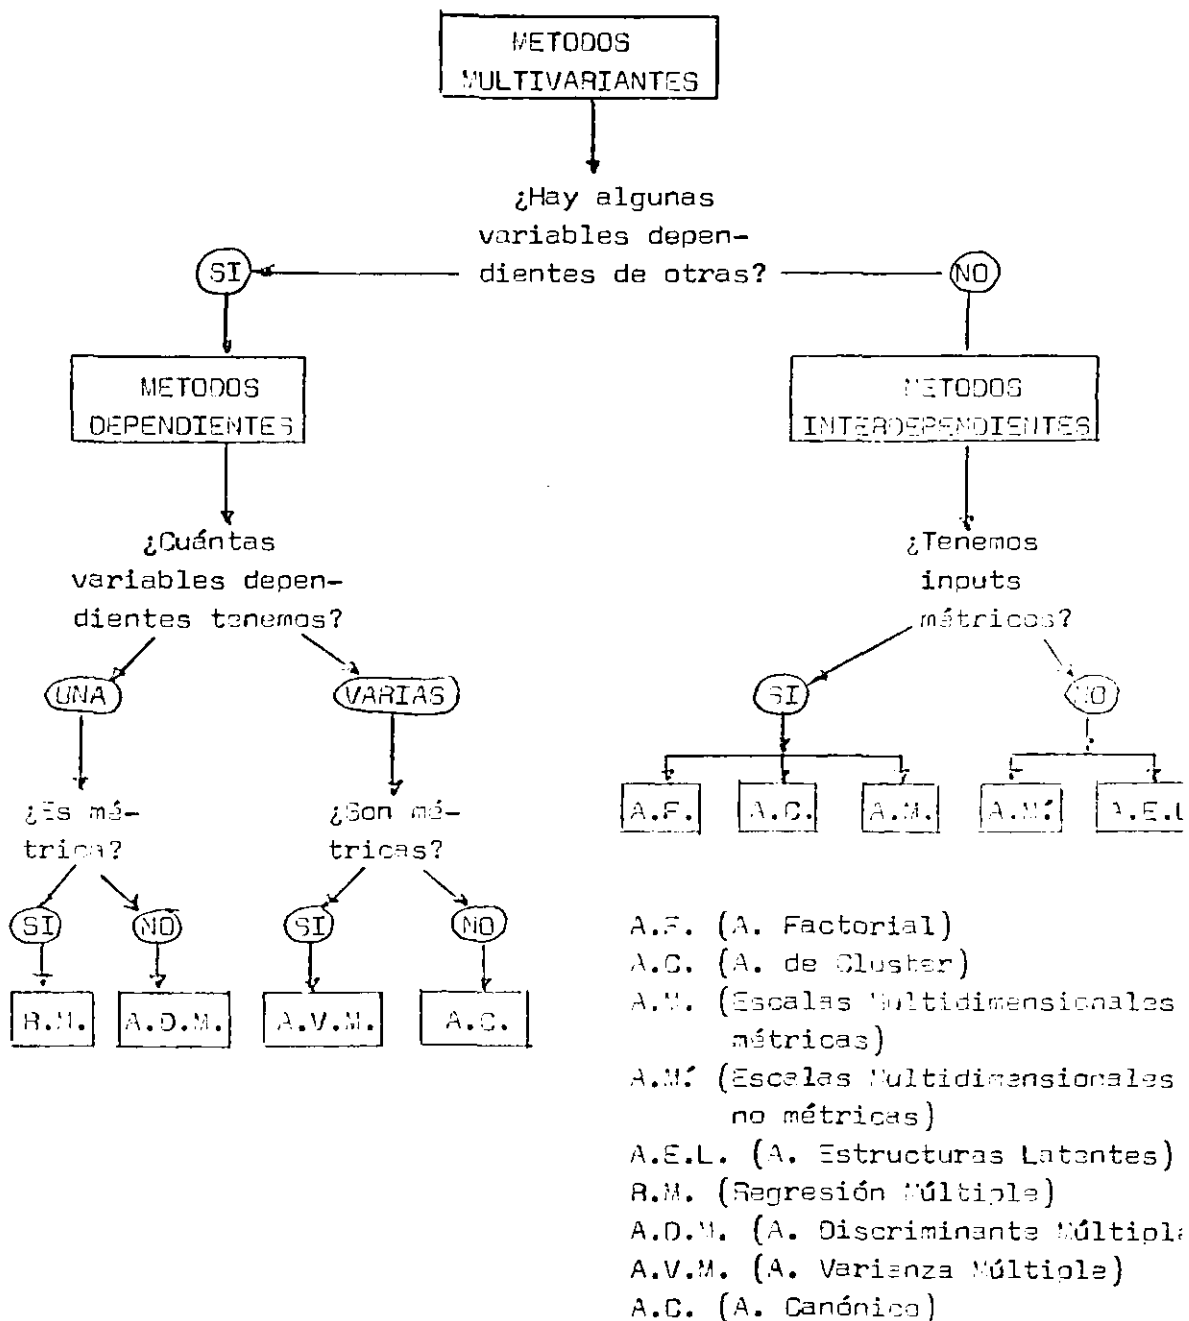 METODOS
MULTIVARIANTES
¿Hay algunas
variables depen-
dientes de otras?
SI
NO
METODOS
DEPENDIENTES
METODOS
INTERDEPENDIENTES
¿Cuántas
variables depen-
dientes tenemos?
¿Tenemos
inputs
métricos?
UNA
VARIAS
SI
NO
¿Es mé-
trica?
¿Son mé-
tricas?
A.F.
A.C.
A.M.
A.M.´
A.E.L
SI
NO
SI
NO
R.M.
A.D.M.
A.V.M.
A.C.
A.F. (A. Factorial)
A.C. (A. de Cluster)
A.M. (Escalas Multidimensionales
métricas)
A.M.´ (Escalas Multidimensionales
no métricas)
A.E.L. (A. Estructuras Latentes)
R.M. (Regresión Múltiple)
A.D.M. (A. Discriminante Múltiple
A.V.M. (A. Varianza Múltiple)
A.C. (A. Canónico)